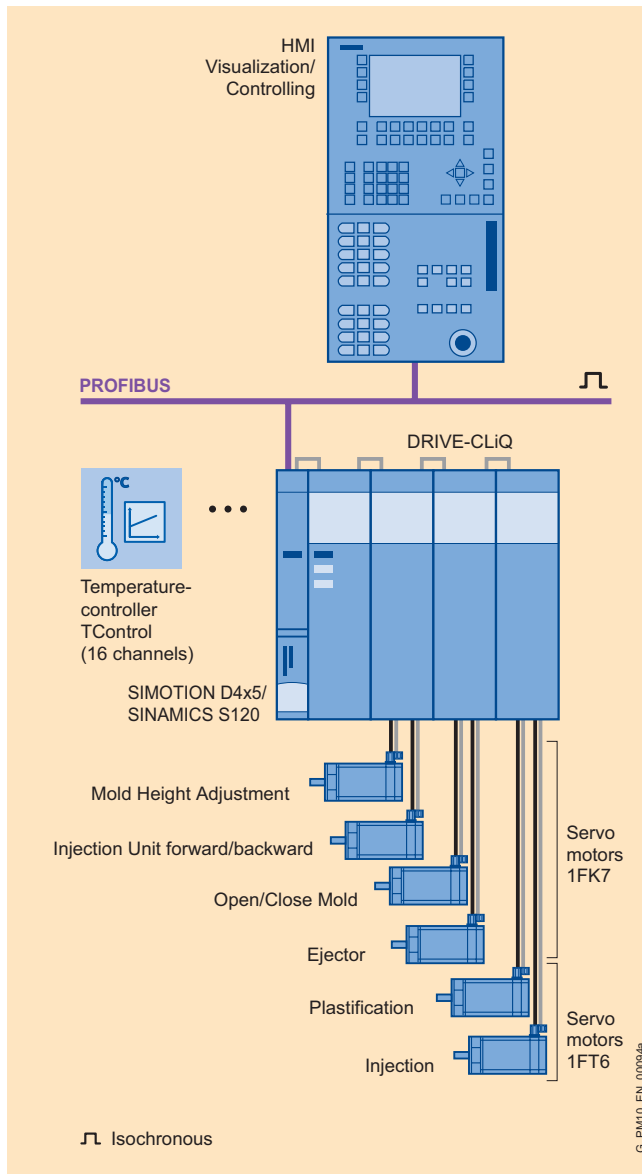 HMI
Visualization/
Controlling
PROFIBUS
DRIVE-CLiQ
°C
Temperature-
controller
TControl
(16 channels)
SIMOTION D4x5/
SINAMICS S120
Mold Height Adjustment
Injection Unit forward/backward
Open/Close Mold
Ejector
Servo
motors
1FK7
Plastification
Injection
Servo
motors
1FT6
Isochronous
G_PM10_EN_00094a